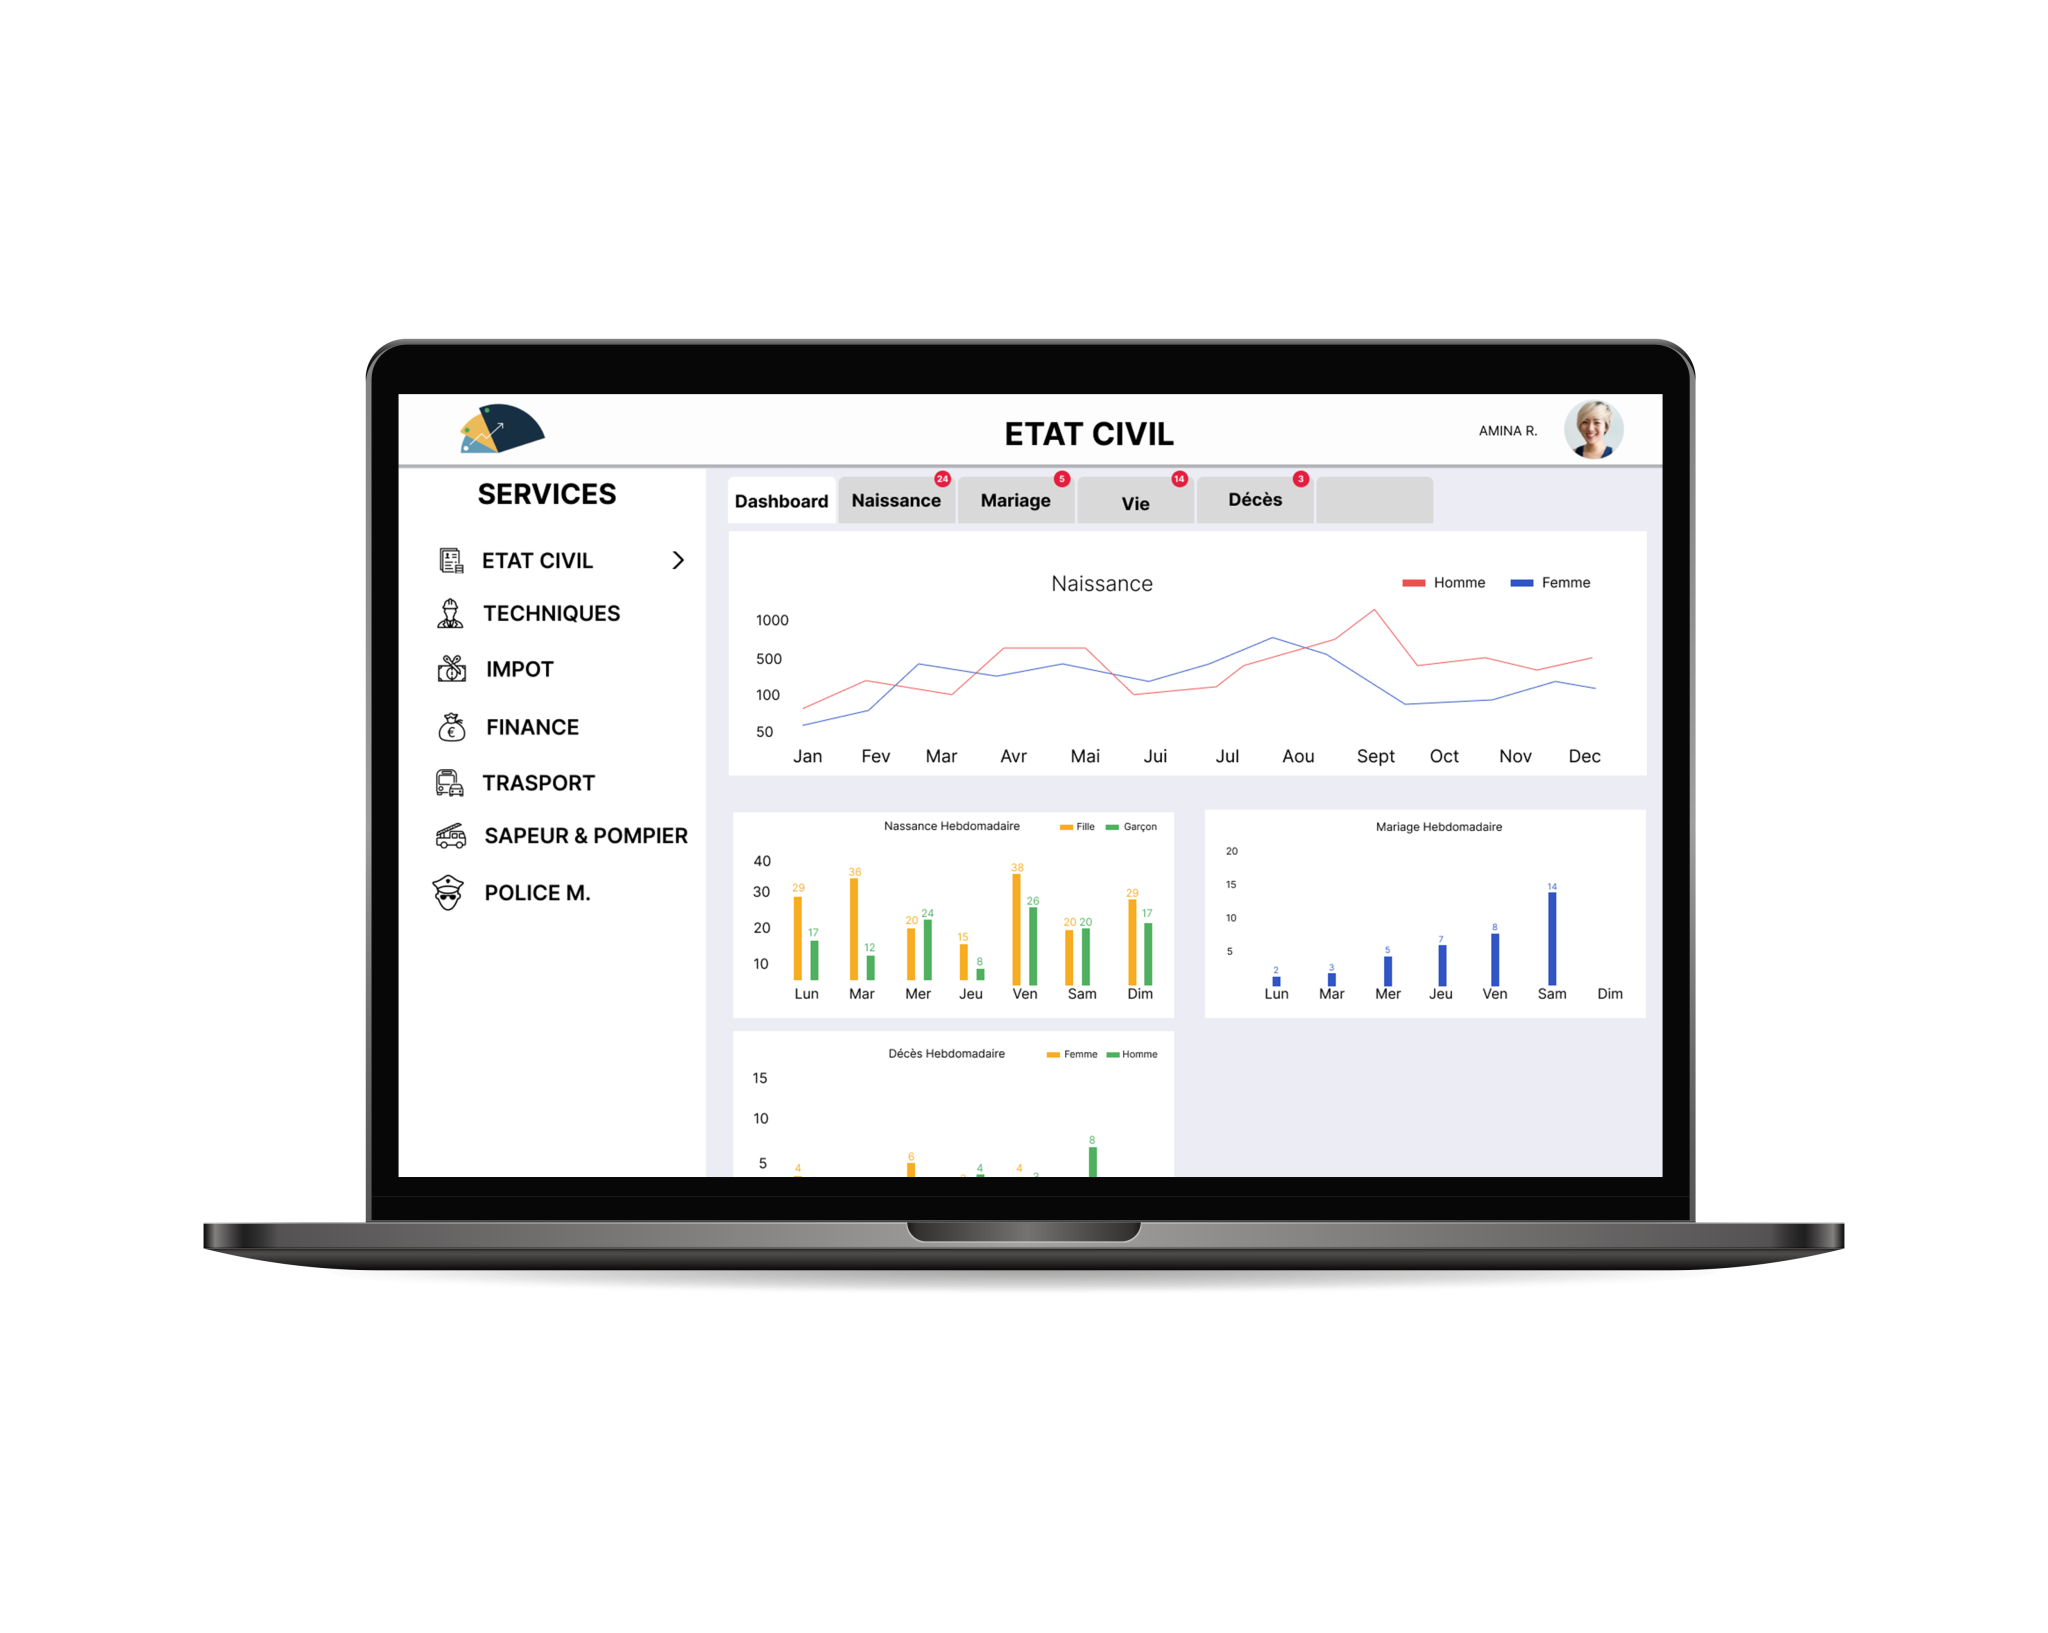 ETAT CIVIL
AMINA R.
SERVICES
ETAT CIVIL
TECHNIQUES
IMPOT
€
FINANCE
TRASPORT
SAPEUR & POMPIER
POLICE M.
Dashboard
Naissance 24
Mariage 5
Vie 14
Décès 3
Naissance
Homme Femme
1000
500
100
50
Jan Fev Mar Avr Mai Jui Jul Aou Sept Oct Nov Dec
Nassance Hebdomadaire
Fille Garçon
40
30
20
10
29 17 36 12 20 24 15 8 38 26 20 20 29 17
Lun Mar Mer Jeu Ven Sam Dim
Mariage Hebdomadaire
20
15
10
5
2 3 5 7 8 14
Lun Mar Mer Jeu Ven Sam Dim
Décès Hebdomadaire
Femme Homme
15
10
5
4 6 4 4 8